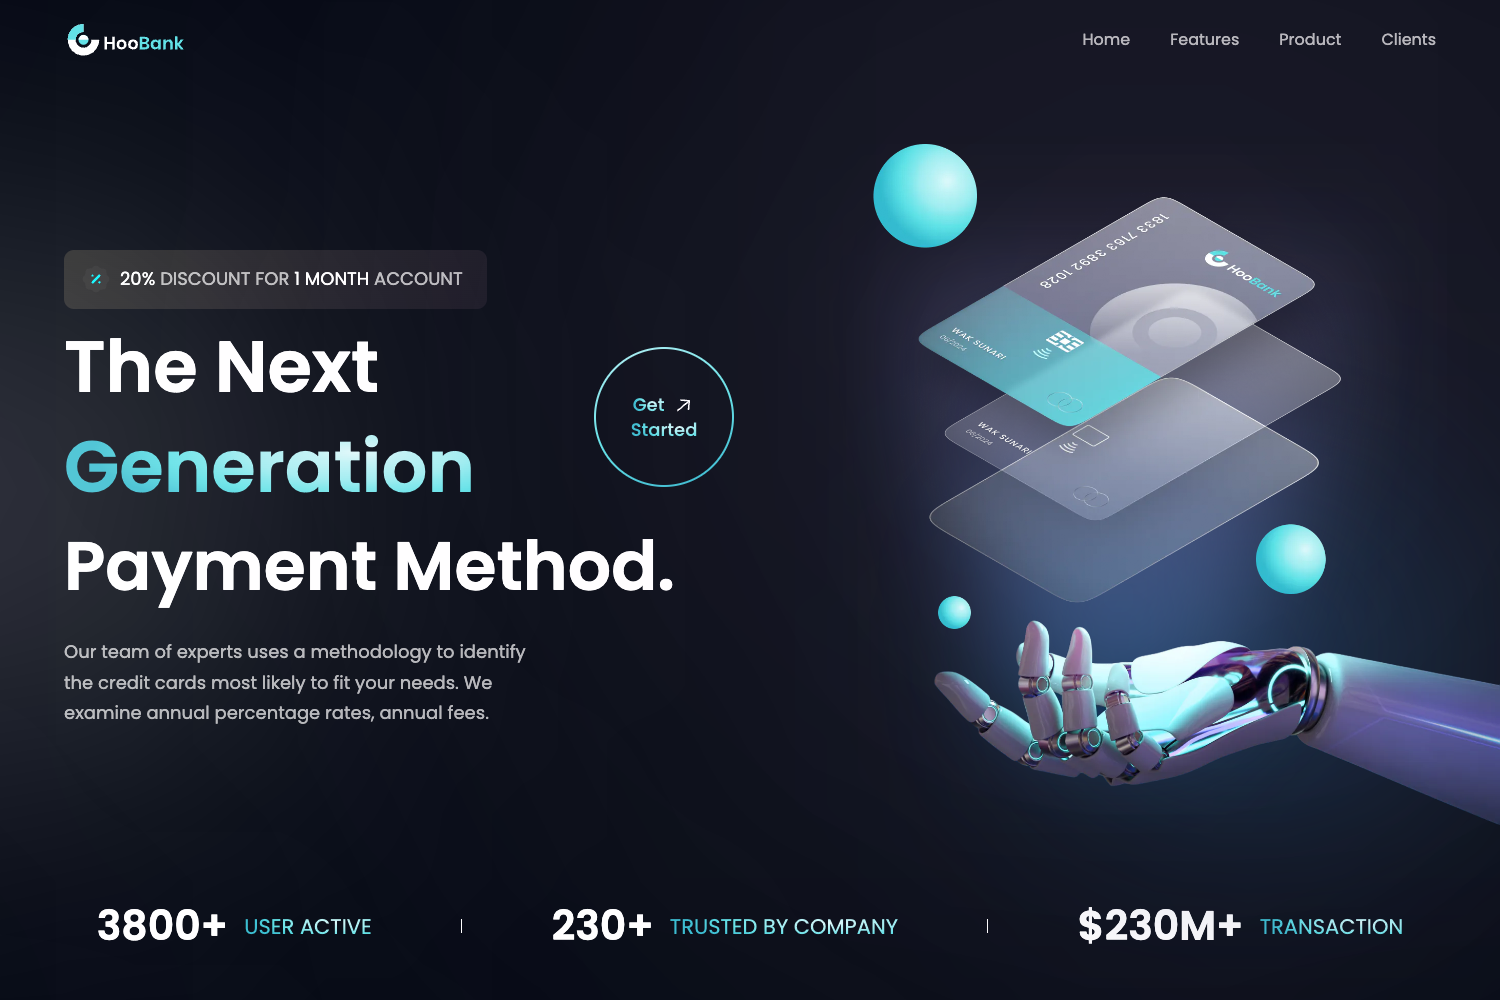 HooBank
Home
Features
Product
Clients
20% DISCOUNT FOR 1 MONTH ACCOUNT
The Next
Generation
Payment Method.
Get
Started
Our team of experts uses a methodology to identify
the credit cards most likely to fit your needs. We
examine annual percentage rates, annual fees.
1833 7163 3892 1028
HooBank
WAK SUNARI
06/2024
WAK SUNARI
06/2024
3800+ USER ACTIVE
230+ TRUSTED BY COMPANY
$230M+ TRANSACTION